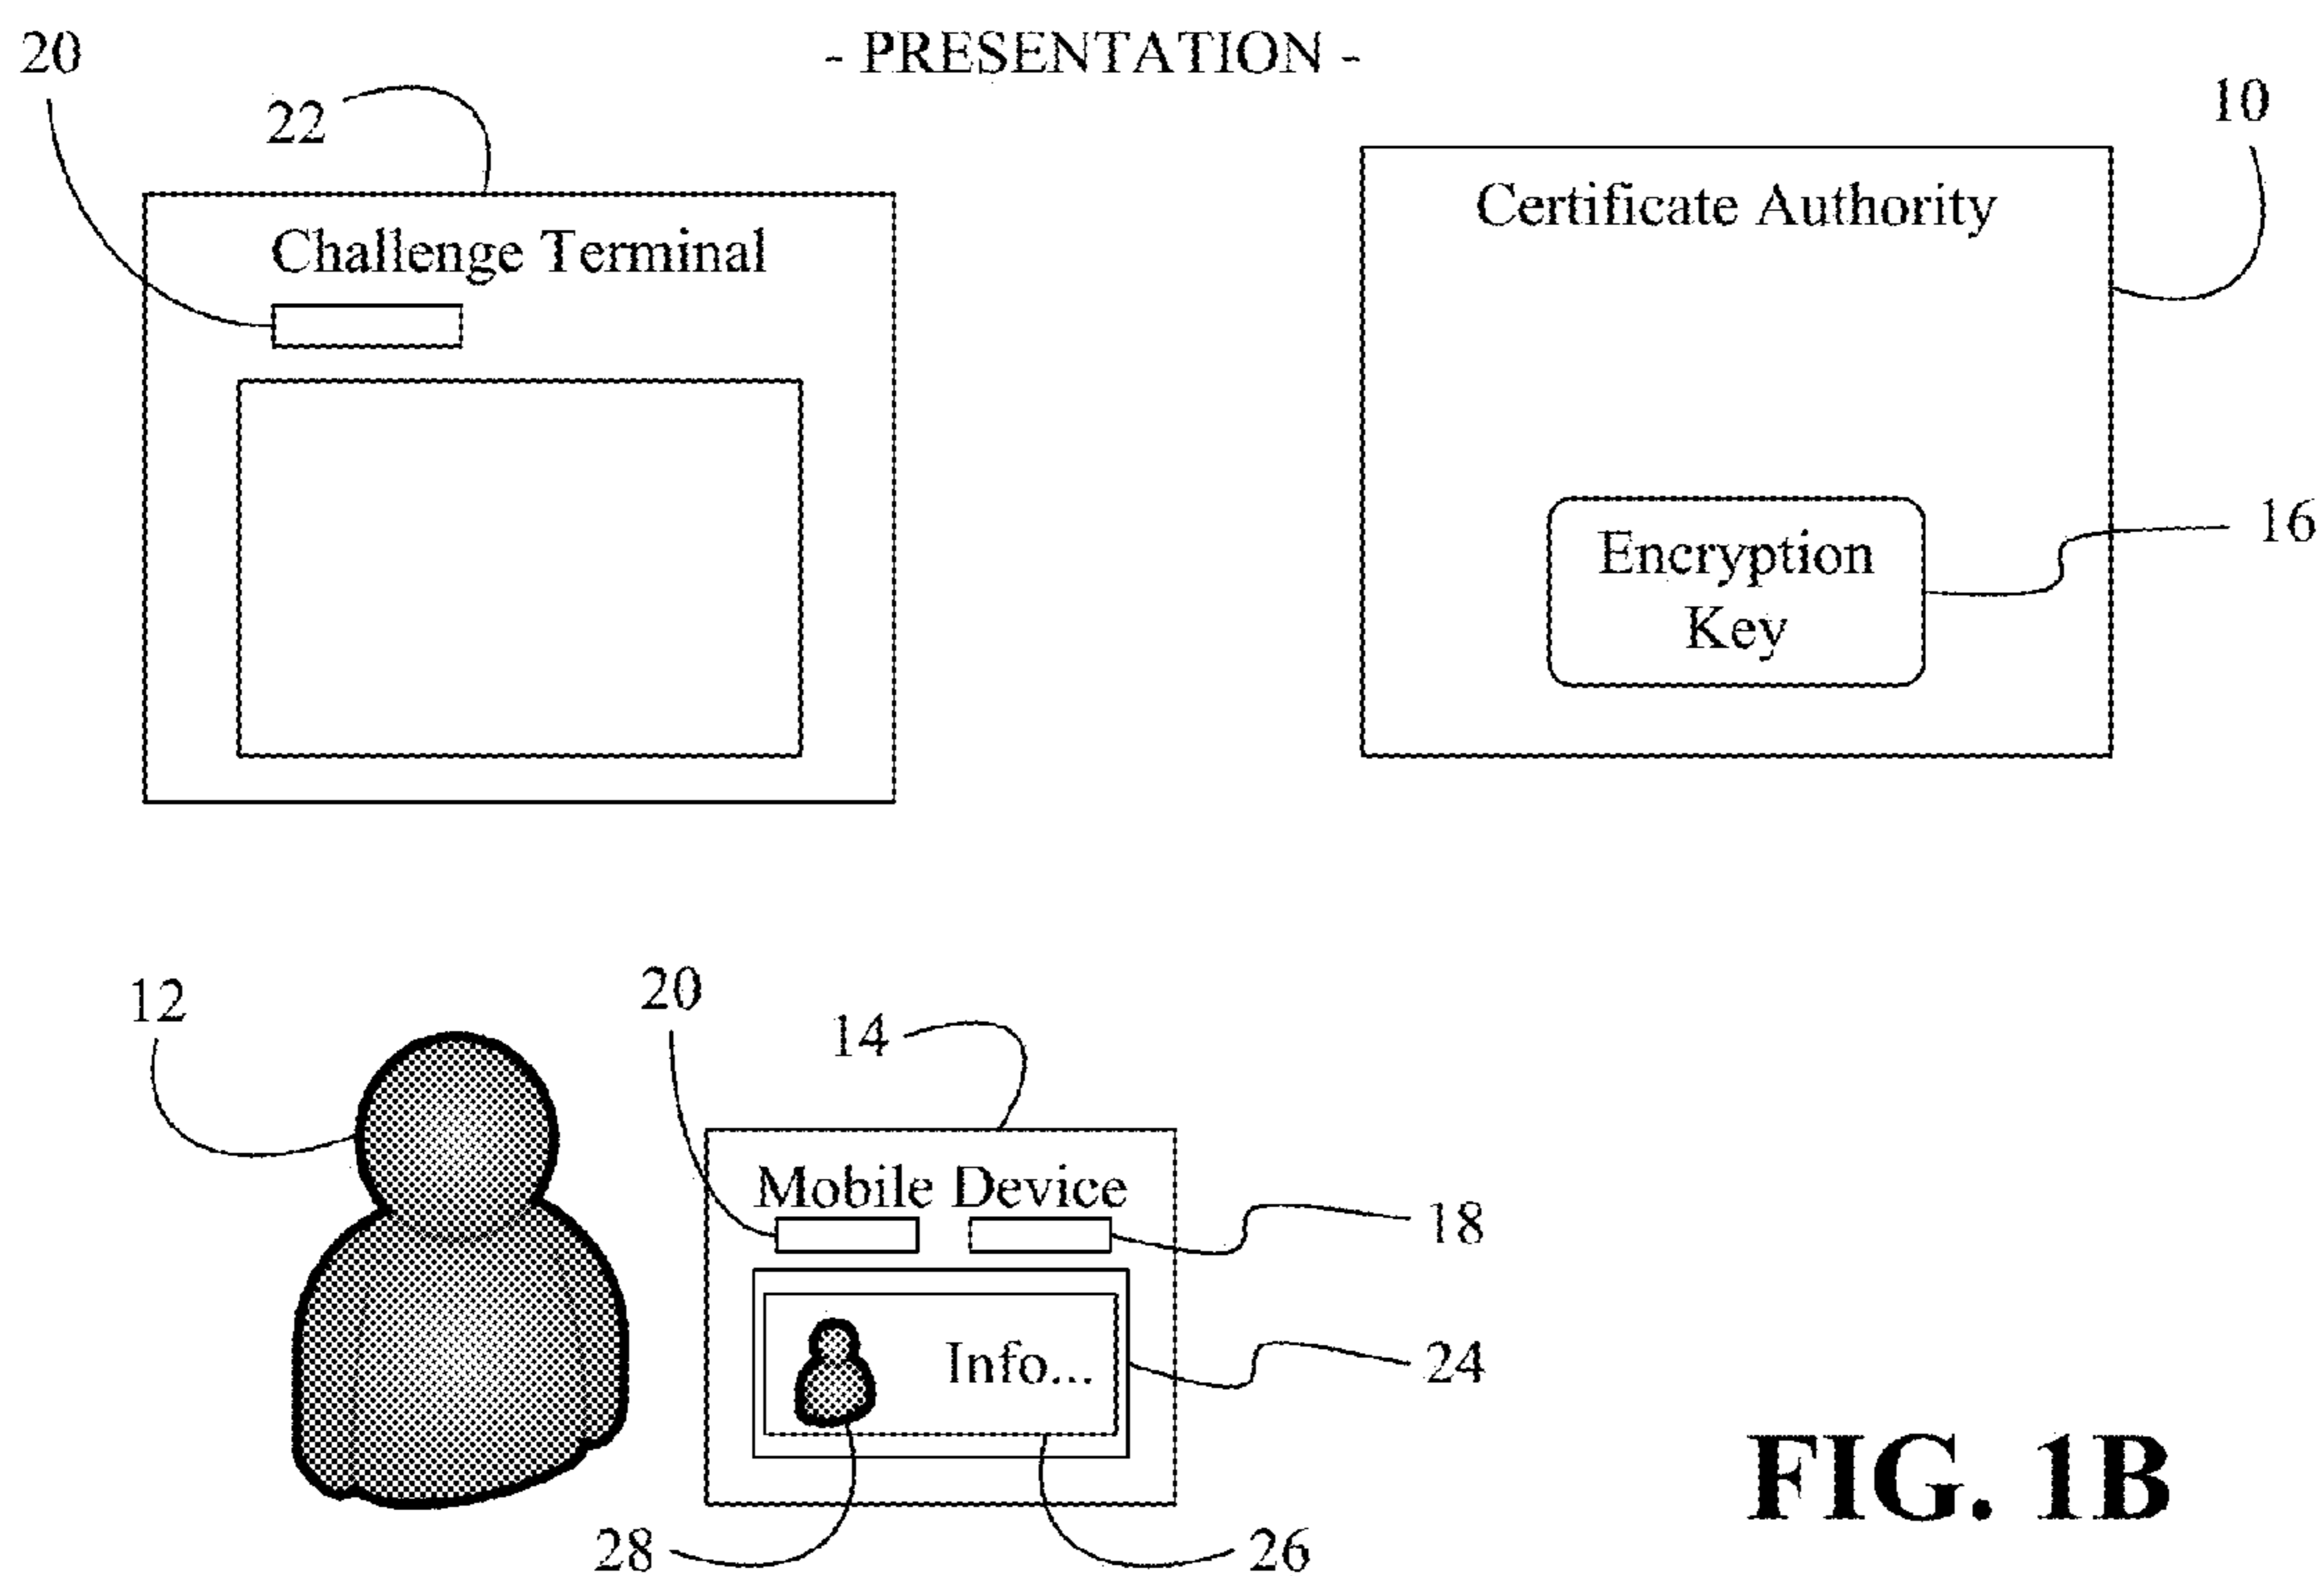 - PRESENTATION -
20
22
10
Challenge Terminal
Certificate Authority
Encryption
Key
16
12
20
14
Mobile Device
18
Info...
24
28
26
FIG. 1B